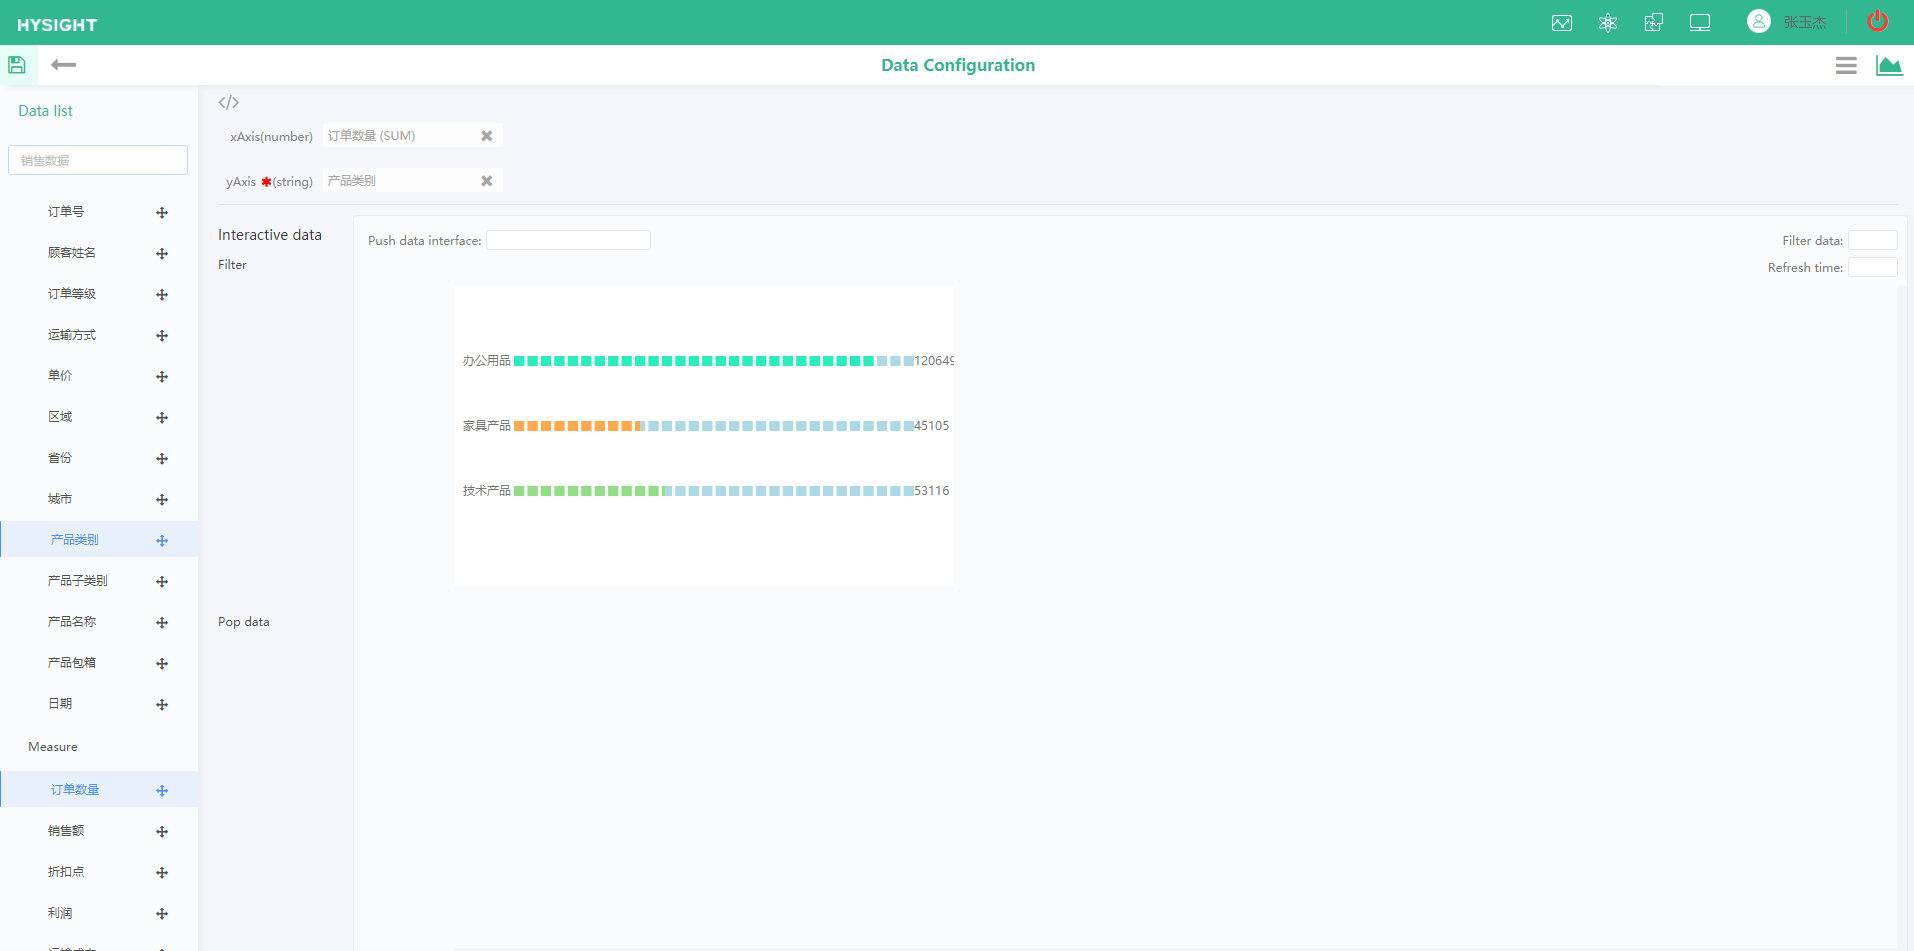 HYSIGHT
张玉杰
Data Configuration
Data list
销售数据
订单号
顾客姓名
订单等级
运输方式
单价
区域
省份
城市
产品类别
产品子类别
产品名称
产品包箱
日期
Measure
订单数量
销售额
折扣点
利润
</>
xAxis(number) 订单数量 (SUM)
yAxis ✱(string) 产品类别
Interactive data
Filter
Pop data
Push data interface:
Filter data:
Refresh time:
办公用品 120649
家具产品 45105
技术产品 53116